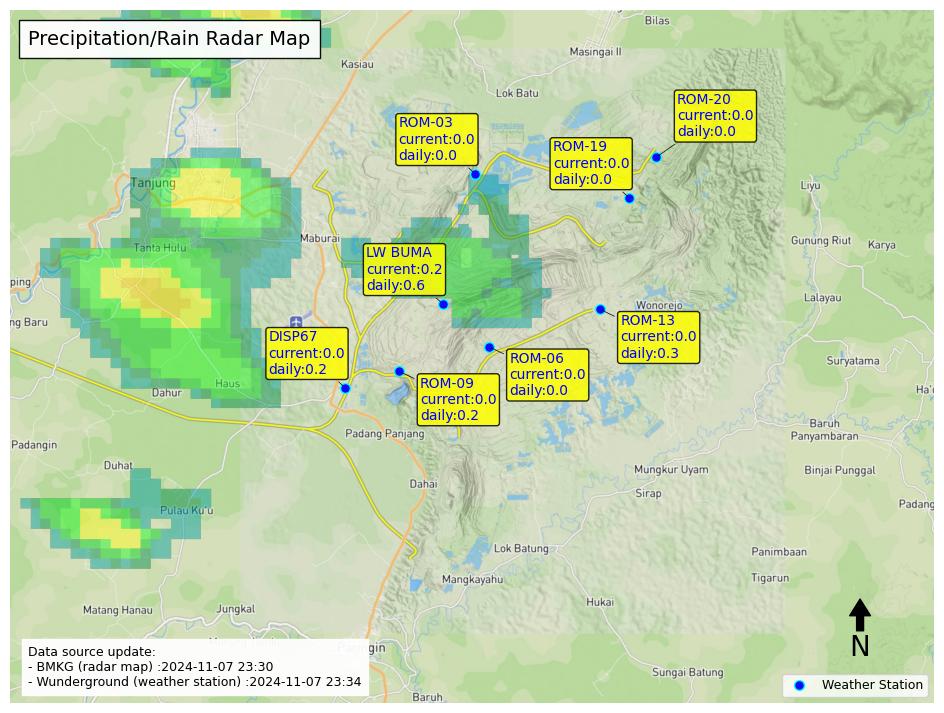 Precipitation/Rain Radar Map
Bilas
Masingai II
Kasiau
Lok Batu
ROM-20
current:0.0
daily:0.0
ROM-03
current:0.0
daily:0.0
ROM-19
current:0.0
daily:0.0
Tanjung
Liyu
Maburai
Tanta Hulu
Gunung Riut
Karya
LW BUMA
current:0.2
daily:0.6
ping
Lalayau
Wonorejo
ng Baru
ROM-13
current:0.0
daily:0.3
DISP67
current:0.0
daily:0.2
ROM-06
current:0.0
daily:0.0
Suryatama
Haus
Dahur
ROM-09
current:0.0
daily:0.2
Ha'
Padang Panjang
Baruh
Panyambaran
Padangin
Duhat
Mungkur Uyam
Binjai Punggal
Dahai
Sirap
Padang
Pulau Ku'u
Lok Batung
Panimbaan
Mangkayahu
Tigarun
Matang Hanau
Jungkal
Hukai
N
Data source update:
- BMKG (radar map) :2024-11-07 23:30
- Wunderground (weather station) :2024-11-07 23:34
Sungai Batung
Weather Station
Baruh